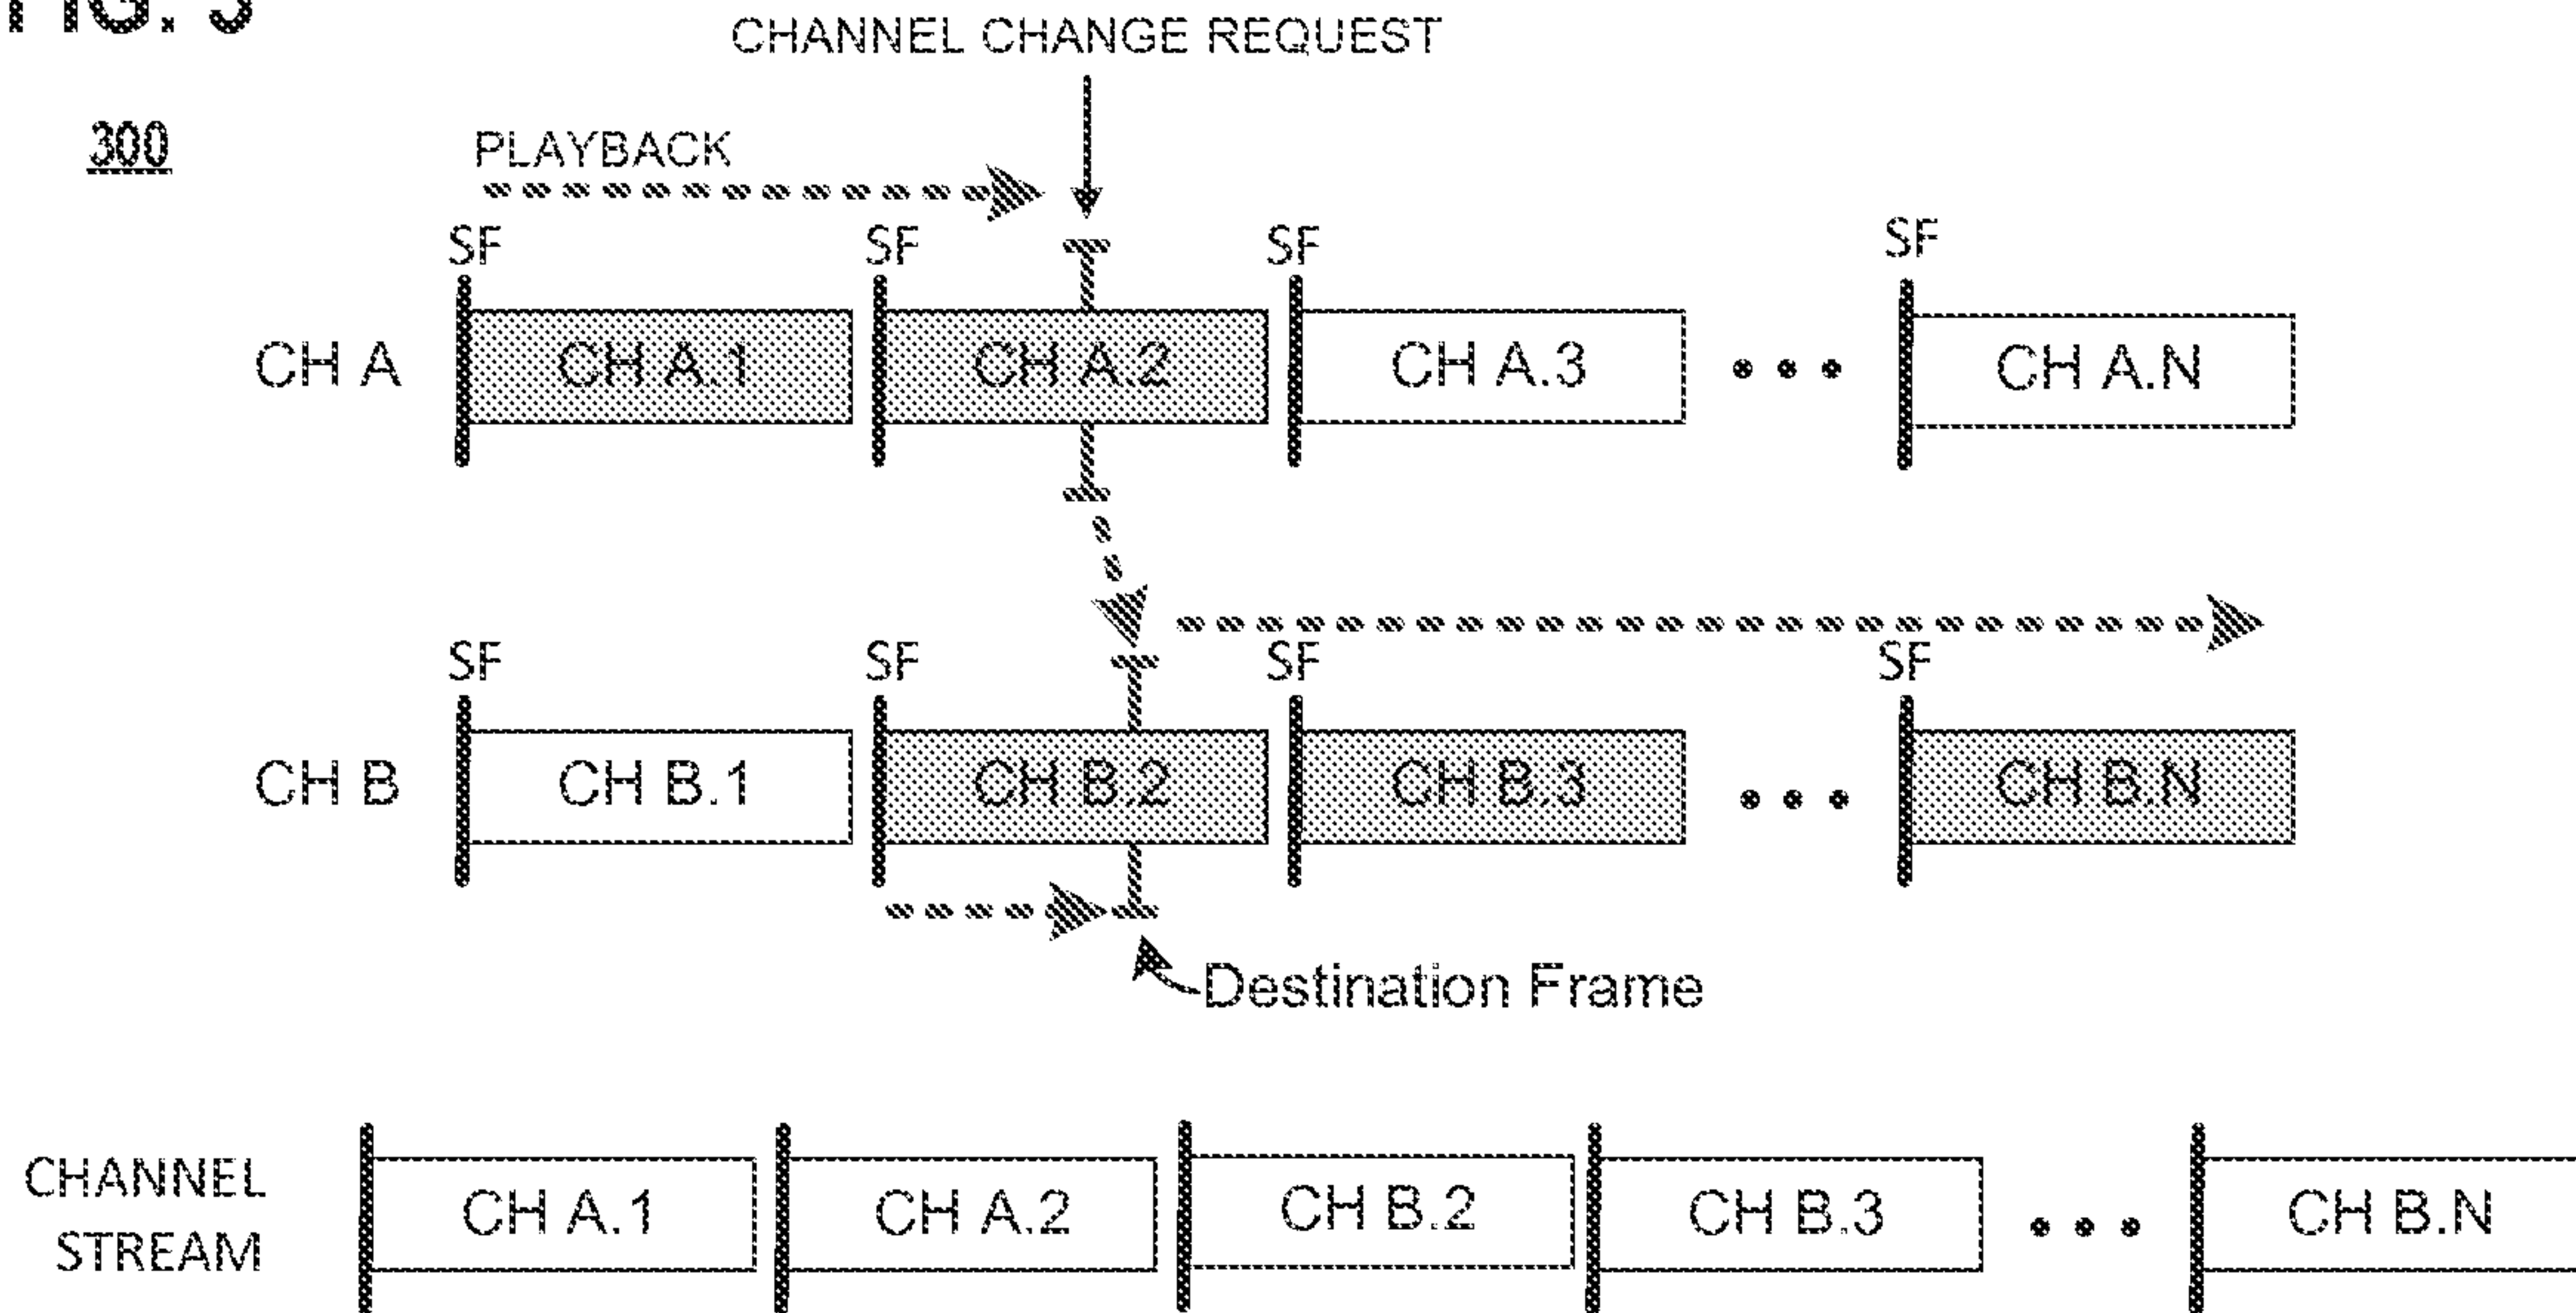 FIG. 3
CHANNEL CHANGE REQUEST
300
PLAYBACK
SF SF SF SF
CH A CH A.1 CH A.2 CH A.3 • • • CH A.N
SF SF SF SF
CH B CH B.1 CH B.2 CH B.3 • • • CH B.N
Destination Frame
CHANNEL
STREAM
CH A.1 CH A.2 CH B.2 CH B.3 • • • CH B.N